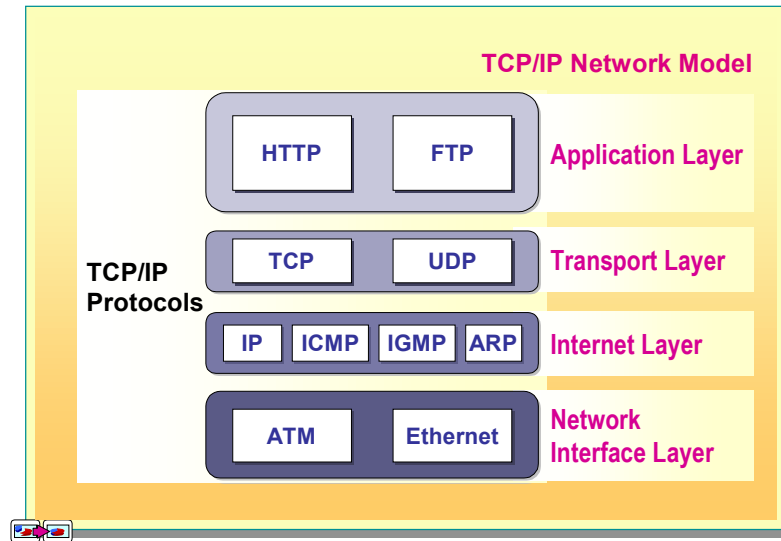 TCP/IP Network Model
HTTP FTP Application Layer
TCP/IP
Protocols
TCP UDP Transport Layer
IP ICMP IGMP ARP Internet Layer
ATM Ethernet Network
Interface Layer